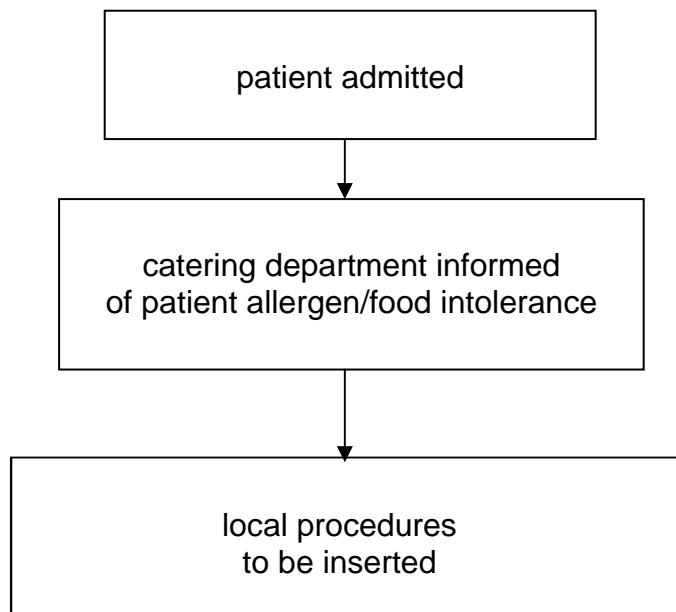 patient admitted
catering department informed
of patient allergen/food intolerance
local procedures
to be inserted